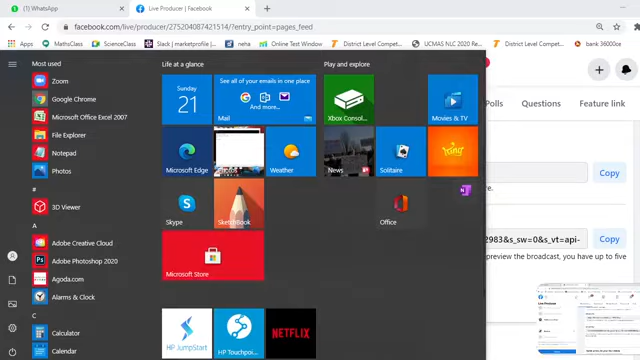 (1) WhatsApp
Live Producer | Facebook
facebook.com/live/producer/275204087421514/?entry_point=pages_feed
Apps
MathsClass
ScienceClass
Slack | marketprofile...
neha
Online Test Window
District Level Compet...
UCMAS NLC 2020 Re...
District Level Compet...
bank 36000ce
Most used
Zoom
Google Chrome
Microsoft Office Excel 2007
File Explorer
Notepad
Photos
#
3D Viewer
A
Adobe Creative Cloud
Adobe Photoshop 2020
Agoda.com
Alarms & Clock
C
Calculator
Calendar
Life at a glance
Sunday
21
See all of your emails in one place
And more...
Mail
Microsoft Edge
Photos
Weather
Skype
SketchBook
Microsoft Store
HP JumpStart
HP Touchpoi...
NETFLIX
Play and explore
Xbox Consol...
Movies & TV
News
Solitaire
King
Office
Polls
Questions
Feature link
Copy
re.
2983&s_sw=0&s_vt=api-
Copy
preview the broadcast, you have up to five
Live Producer